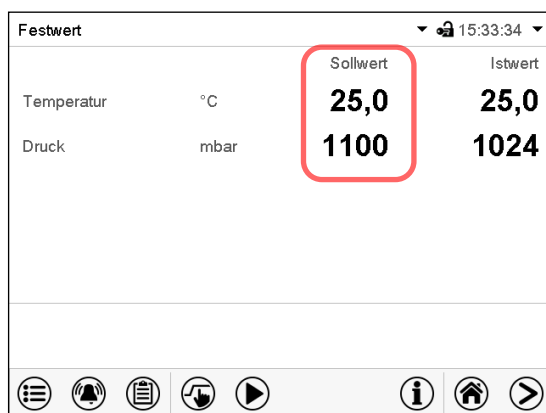 Festwert 15:33:34
Sollwert Istwert
Temperatur °C 25,0 25,0
Druck mbar 1100 1024